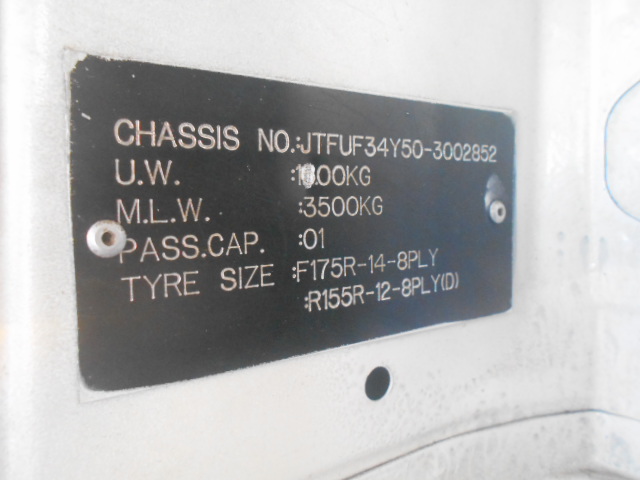 CHASSIS NO.:JTFUF34Y50-3002852
U.W.
M.L.W. :3500KG
PASS.CAP. :01
TYRE SIZE :F175R-14-8PLY
:R155R-12-8PLY(D)